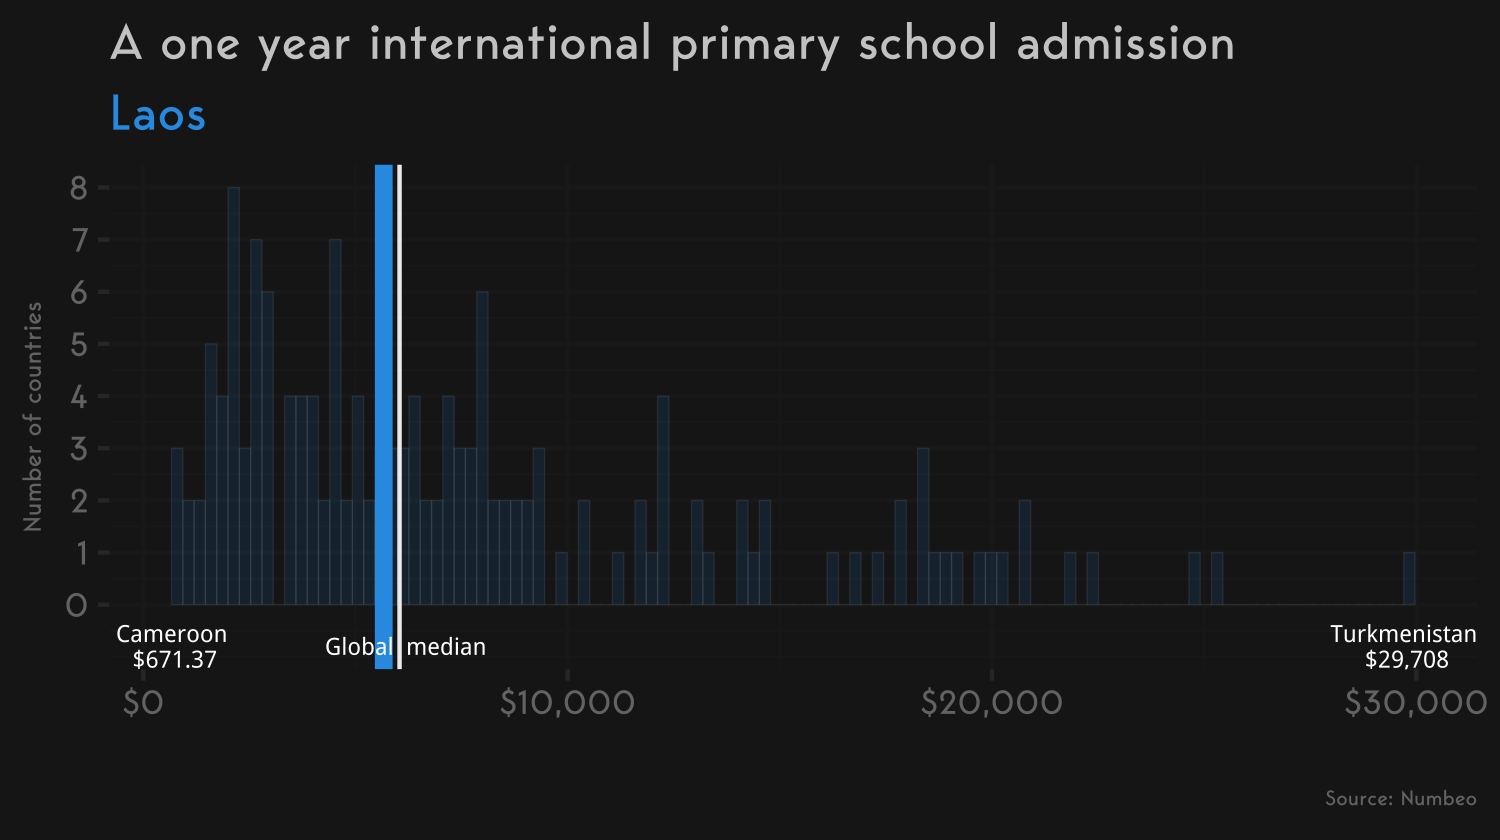 A one year international primary school admission
Laos
Number of countries
8
7
6
5
4
3
2
1
0
Cameroon
$671.37
Global median
Turkmenistan
$29,708
$0
$10,000
$20,000
$30,000
Source: Numbeo